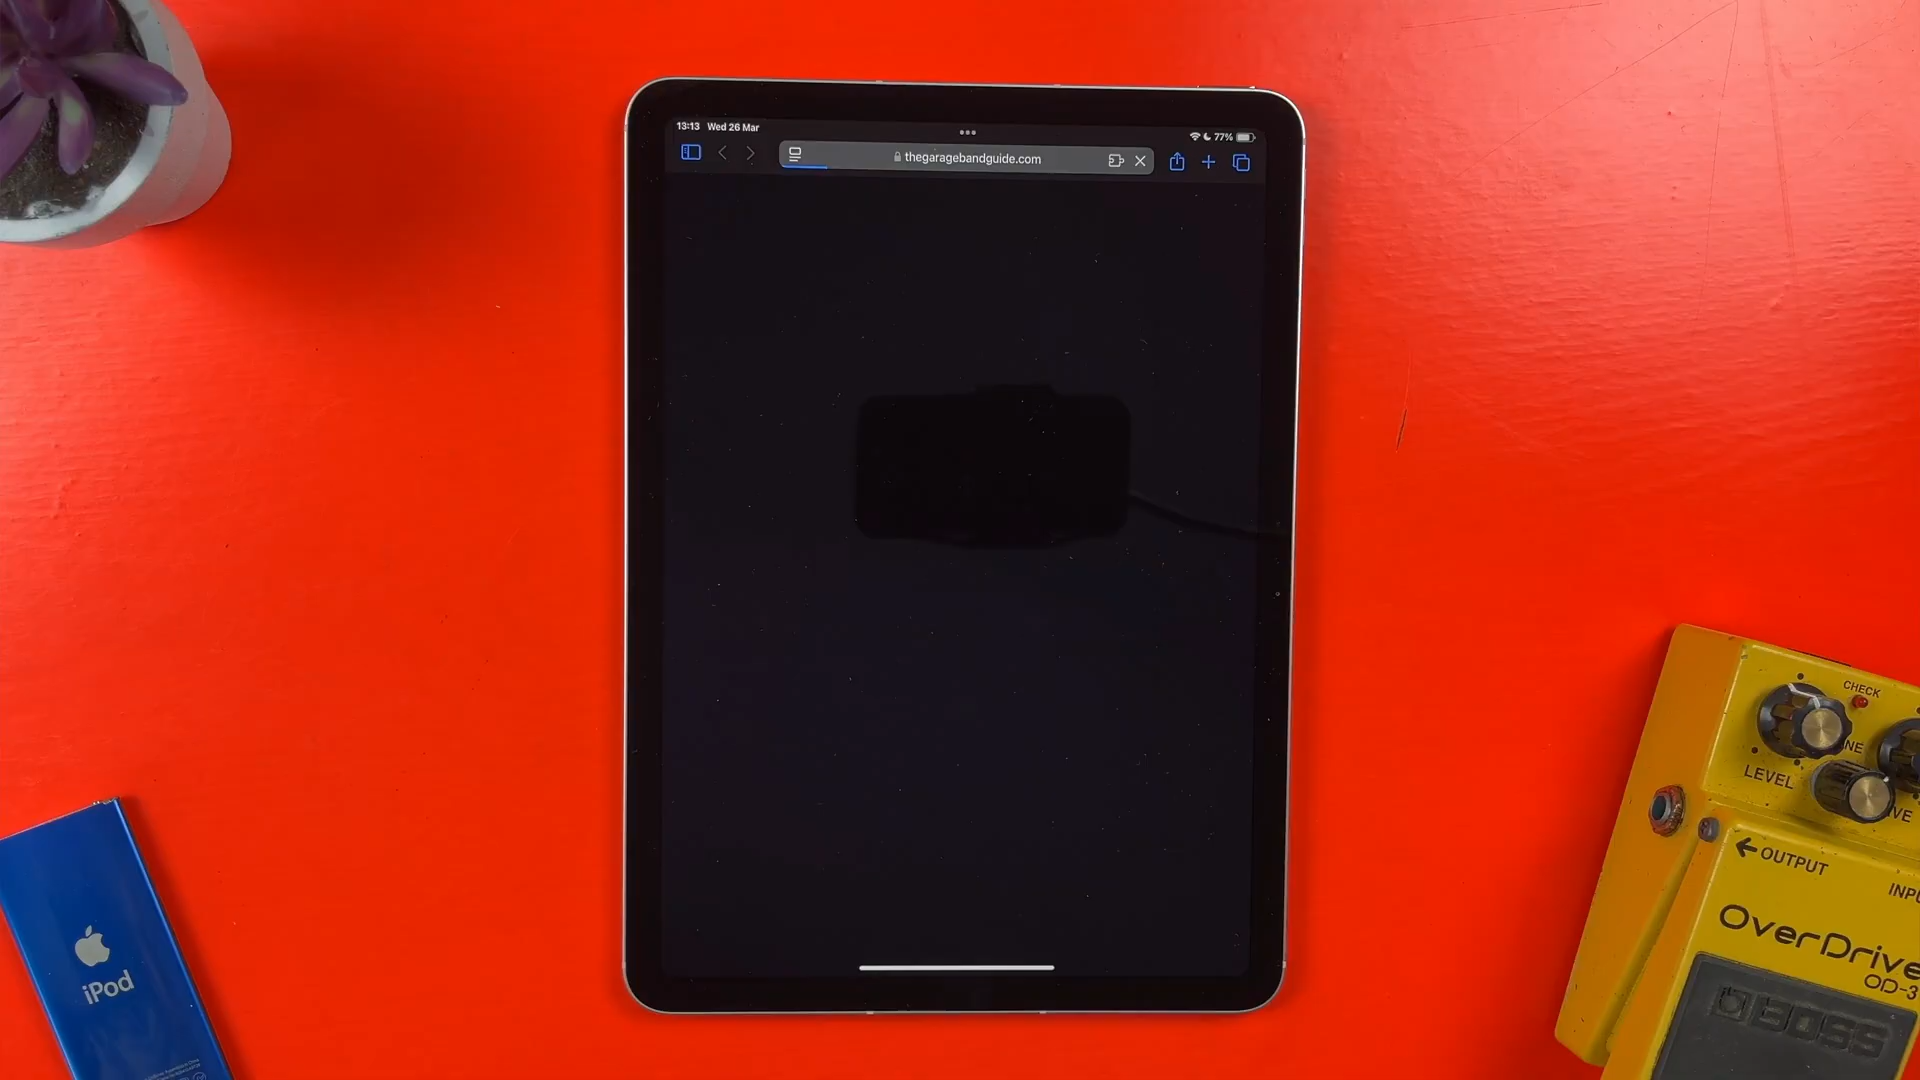 13:13 Wed 26 Mar
77%
thegaragebandguide.com
CHECK
LEVEL
OUTPUT
OverDrive
OD-3
BOSS
iPod